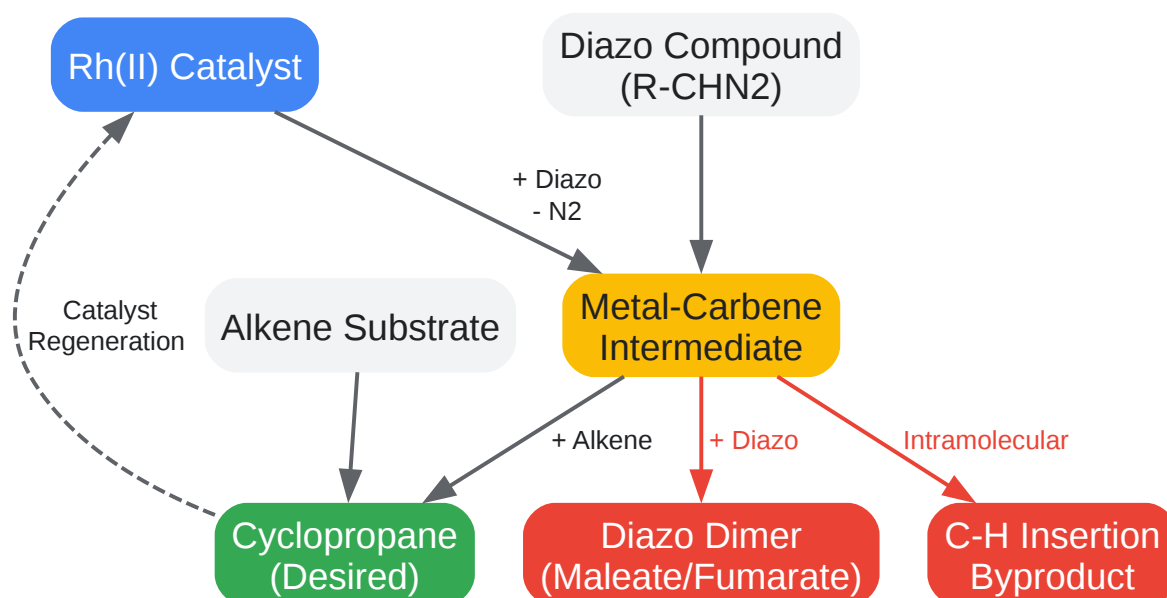 Rh(II) Catalyst
Diazo Compound
(R-CHN2)
+ Diazo
- N2
Catalyst
Regeneration
Alkene Substrate
Metal-Carbene
Intermediate
+ Alkene
+ Diazo
Intramolecular
Cyclopropane
(Desired)
Diazo Dimer
(Maleate/Fumarate)
C-H Insertion
Byproduct